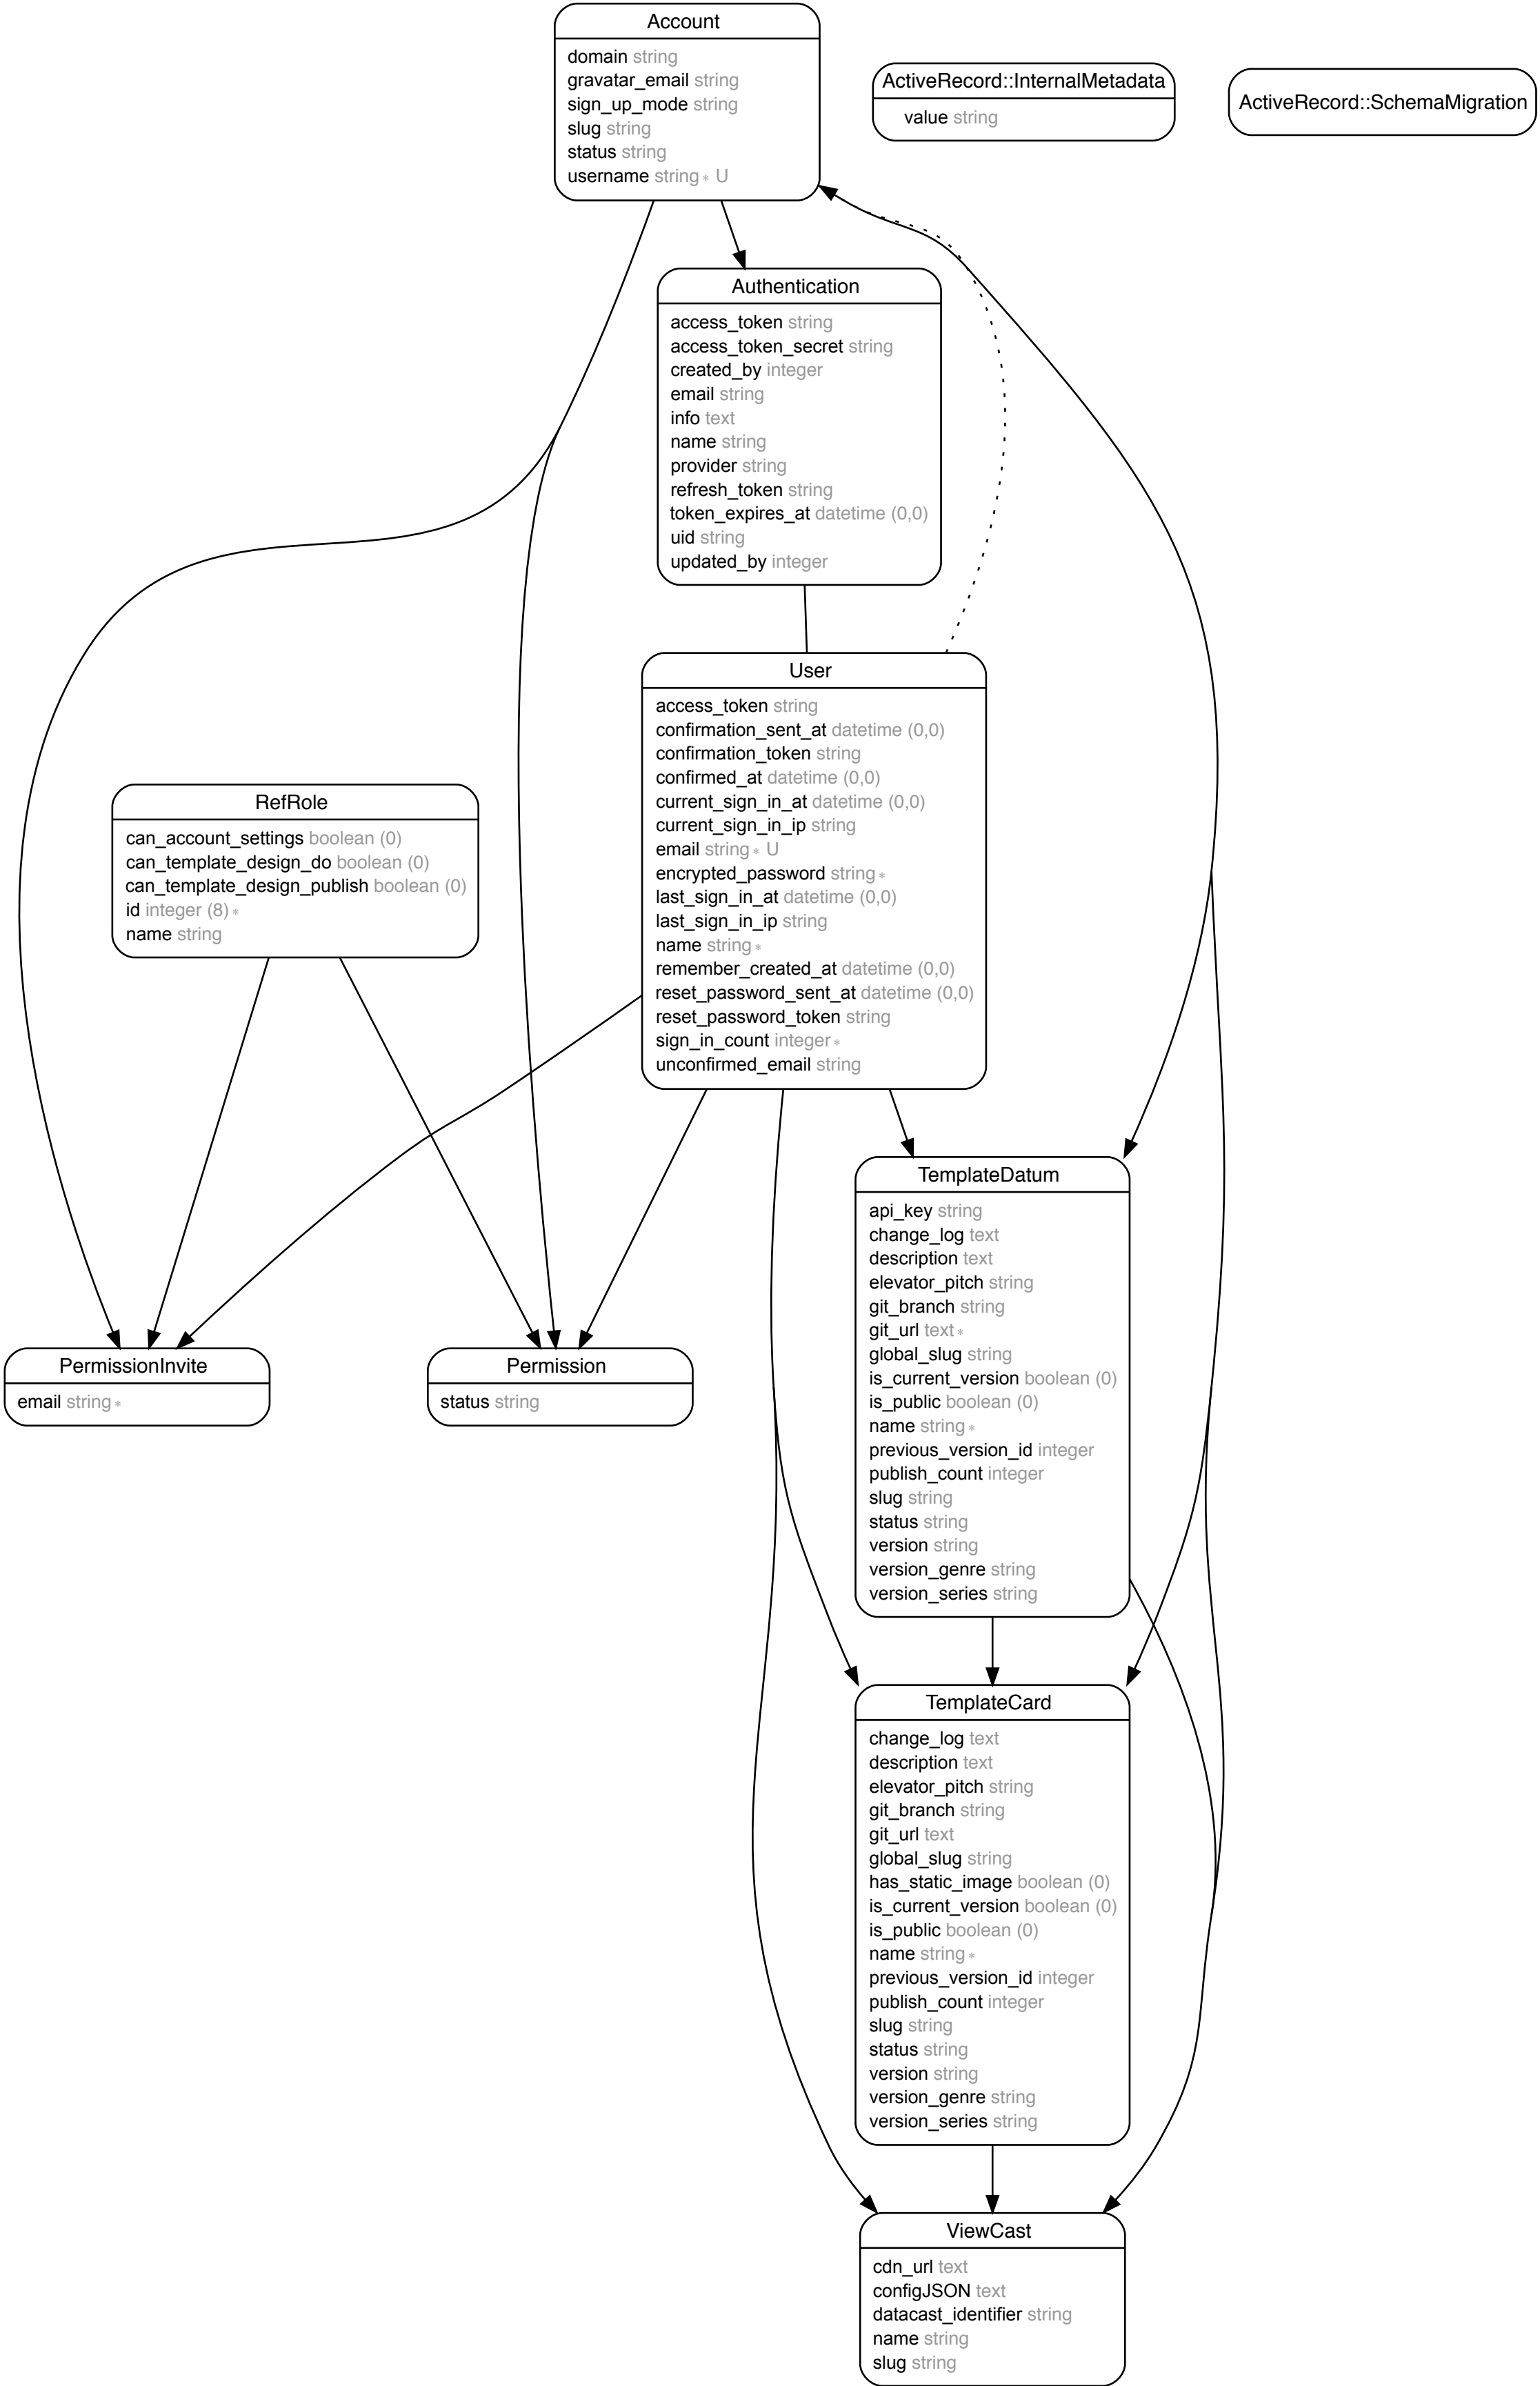 Account
domain string
gravatar_email string
sign_up_mode string
slug string
status string
username string∗ U
ActiveRecord::InternalMetadata
value string
ActiveRecord::SchemaMigration
Authentication
access_token string
access_token_secret string
created_by integer
email string
info text
name string
provider string
refresh_token string
token_expires_at datetime (0,0)
uid string
updated_by integer
User
access_token string
confirmation_sent_at datetime (0,0)
confirmation_token string
confirmed_at datetime (0,0)
current_sign_in_at datetime (0,0)
current_sign_in_ip string
email string∗ U
encrypted_password string∗
last_sign_in_at datetime (0,0)
last_sign_in_ip string
name string∗
remember_created_at datetime (0,0)
reset_password_sent_at datetime (0,0)
reset_password_token string
sign_in_count integer∗
unconfirmed_email string
RefRole
can_account_settings boolean (0)
can_template_design_do boolean (0)
can_template_design_publish boolean (0)
id integer (8)∗
name string
PermissionInvite
email string∗
Permission
status string
TemplateDatum
api_key string
change_log text
description text
elevator_pitch string
git_branch string
git_url text∗
global_slug string
is_current_version boolean (0)
is_public boolean (0)
name string∗
previous_version_id integer
publish_count integer
slug string
status string
version string
version_genre string
version_series string
TemplateCard
change_log text
description text
elevator_pitch string
git_branch string
git_url text
global_slug string
has_static_image boolean (0)
is_current_version boolean (0)
is_public boolean (0)
name string∗
previous_version_id integer
publish_count integer
slug string
status string
version string
version_genre string
version_series string
ViewCast
cdn_url text
configJSON text
datacast_identifier string
name string
slug string